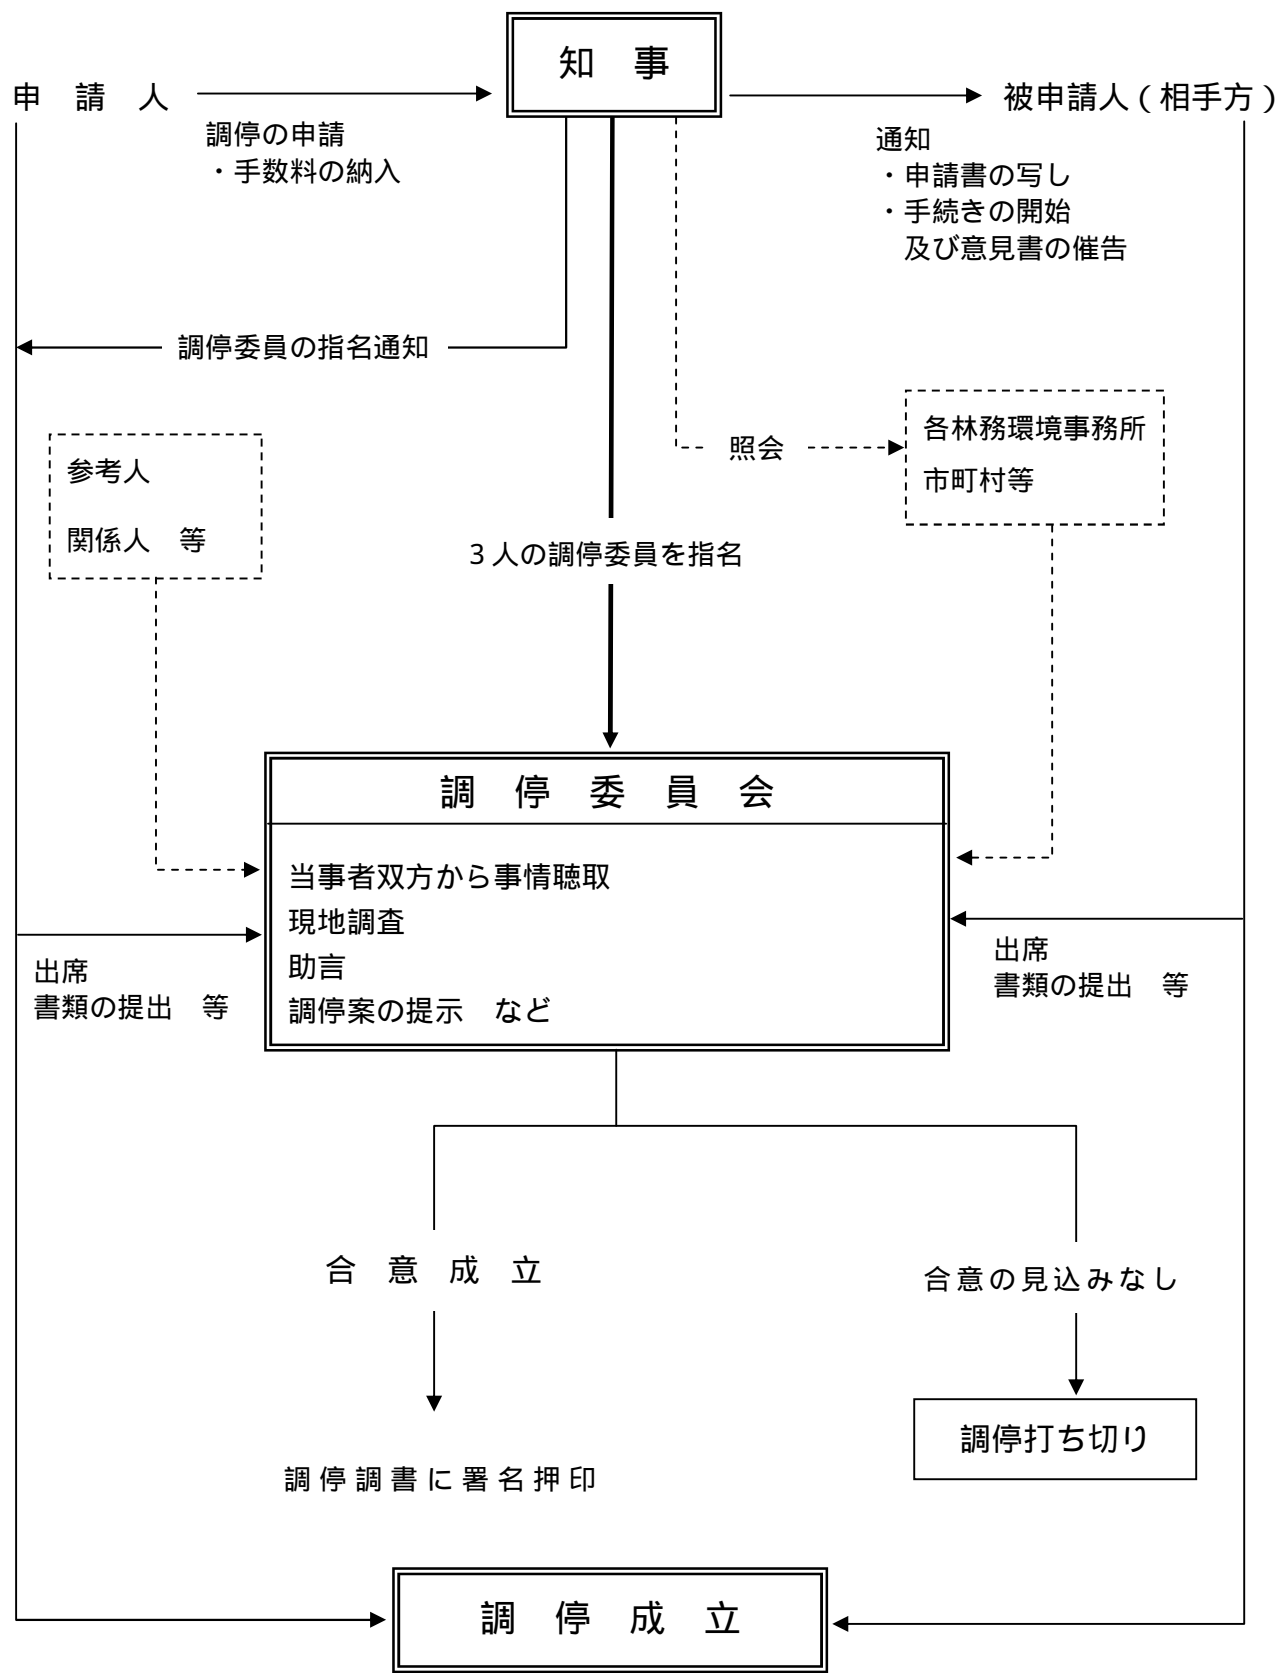 知　事
申　請　人
被申請人（相手方）
調停の申請
・手数料の納入
通知
・申請書の写し
・手続きの開始
及び意見書の催告
調停委員の指名通知
照会
各林務環境事務所
市町村等
参考人
関係人　等
３人の調停委員を指名
調　停　委　員　会
当事者双方から事情聴取
現地調査
助言
調停案の提示　など
出席
書類の提出　等
出席
書類の提出　等
合　意　成　立
合意の見込みなし
調停打ち切り
調停調書に署名押印
調　停　成　立